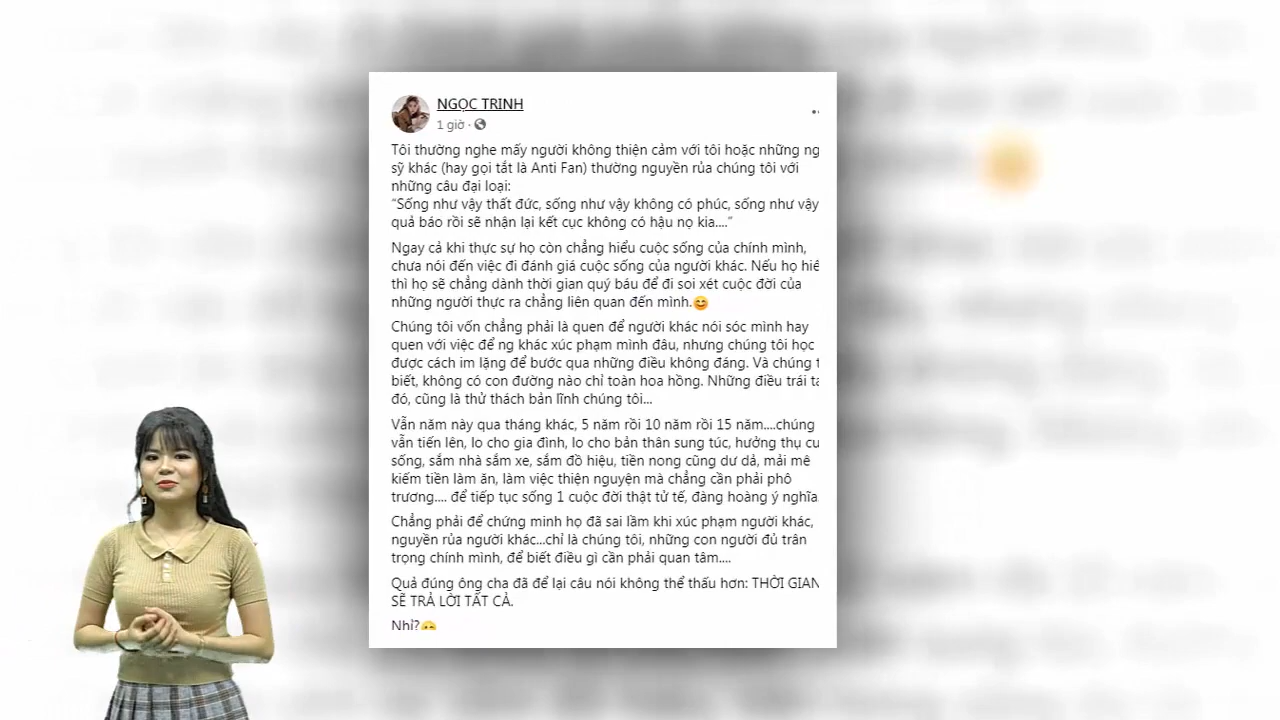 NGỌC TRINH
1 giờ ·
Tôi thường nghe mấy người không thiện cảm với tôi hoặc những ng
sỹ khác (hay gọi tắt là Anti Fan) thường nguyền rủa chúng tôi với
những câu đại loại:
“Sống như vậy thất đức, sống như vậy không có phúc, sống như vậy
quả báo rồi sẽ nhận lại kết cục không có hậu nọ kia....”
Ngay cả khi thực sự họ còn chẳng hiểu cuộc sống của chính mình,
chưa nói đến việc đi đánh giá cuộc sống của người khác. Nếu họ hiể
thì họ sẽ chẳng dành thời gian quý báu để đi soi xét cuộc đời của
những người thực ra chẳng liên quan đến mình.😊
Chúng tôi vốn chẳng phải là quen để người khác nói sóc mình hay
quen với việc để ng khác xúc phạm mình đâu, nhưng chúng tôi học
được cách im lặng để bước qua những điều không đáng. Và chúng t
biết, không có con đường nào chỉ toàn hoa hồng. Những điều trái ta
đó, cũng là thử thách bản lĩnh chúng tôi...
Vẫn năm này qua tháng khác, 5 năm rồi 10 năm rồi 15 năm....chúng
vẫn tiến lên, lo cho gia đình, lo cho bản thân sung túc, hưởng thụ cu
sống, sắm nhà sắm xe, sắm đồ hiệu, tiền nong cũng dư dả, mải mê
kiếm tiền làm ăn, làm việc thiện nguyện mà chẳng cần phải phô
trương.... để tiếp tục sống 1 cuộc đời thật tử tế, đàng hoàng ý nghĩa
Chẳng phải để chứng minh họ đã sai lầm khi xúc phạm người khác,
nguyền rủa người khác...chỉ là chúng tôi, những con người đủ trân
trọng chính mình, để biết điều gì cần phải quan tâm....
Quả đúng ông cha đã để lại câu nói không thể thấu hơn: THỜI GIAN
SẼ TRẢ LỜI TẤT CẢ.
Nhỉ?🫠